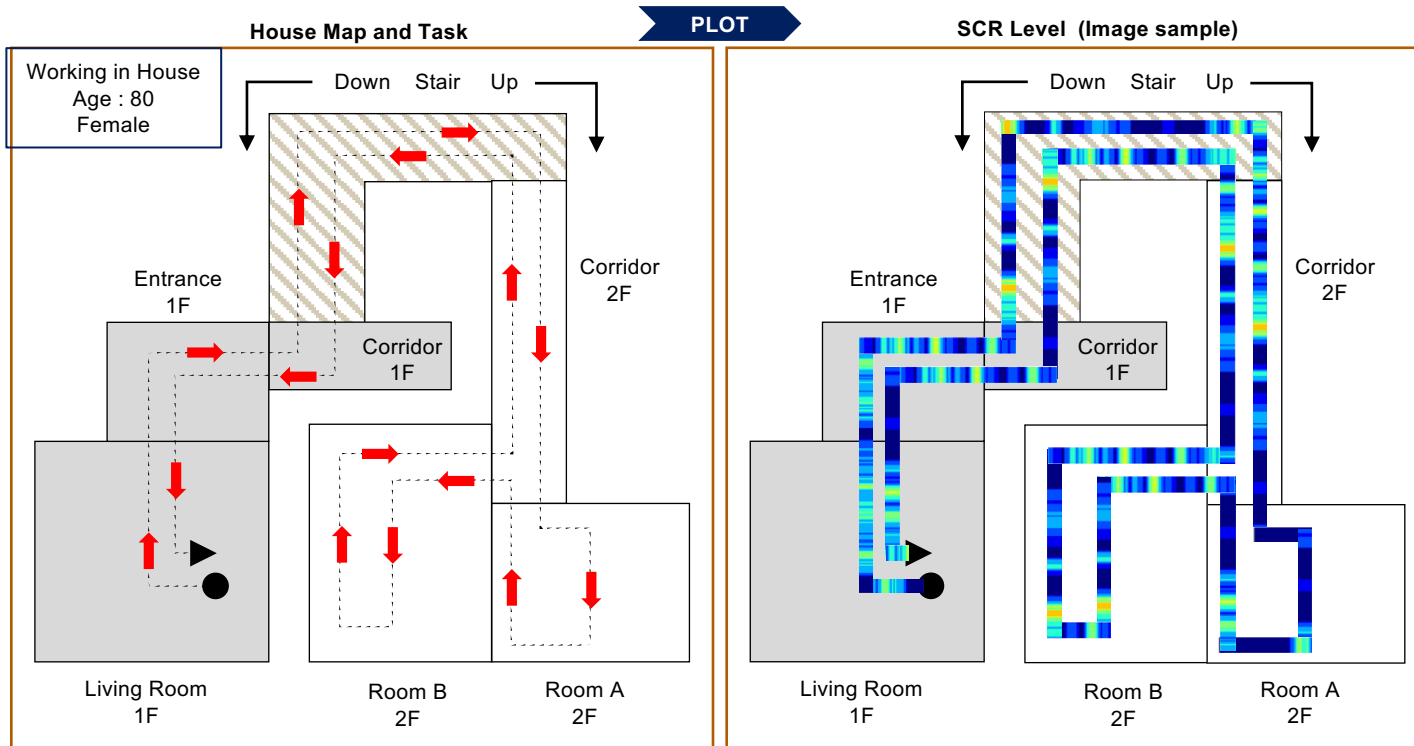 House Map and Task
PLOT
SCR Level  (Image sample)
Working in House
Age : 80
Female
Down Stair Up
Entrance
1F
Corridor
1F
Corridor
2F
Living Room
1F
Room B
2F
Room A
2F
Down Stair Up
Entrance
1F
Corridor
1F
Corridor
2F
Living Room
1F
Room B
2F
Room A
2F